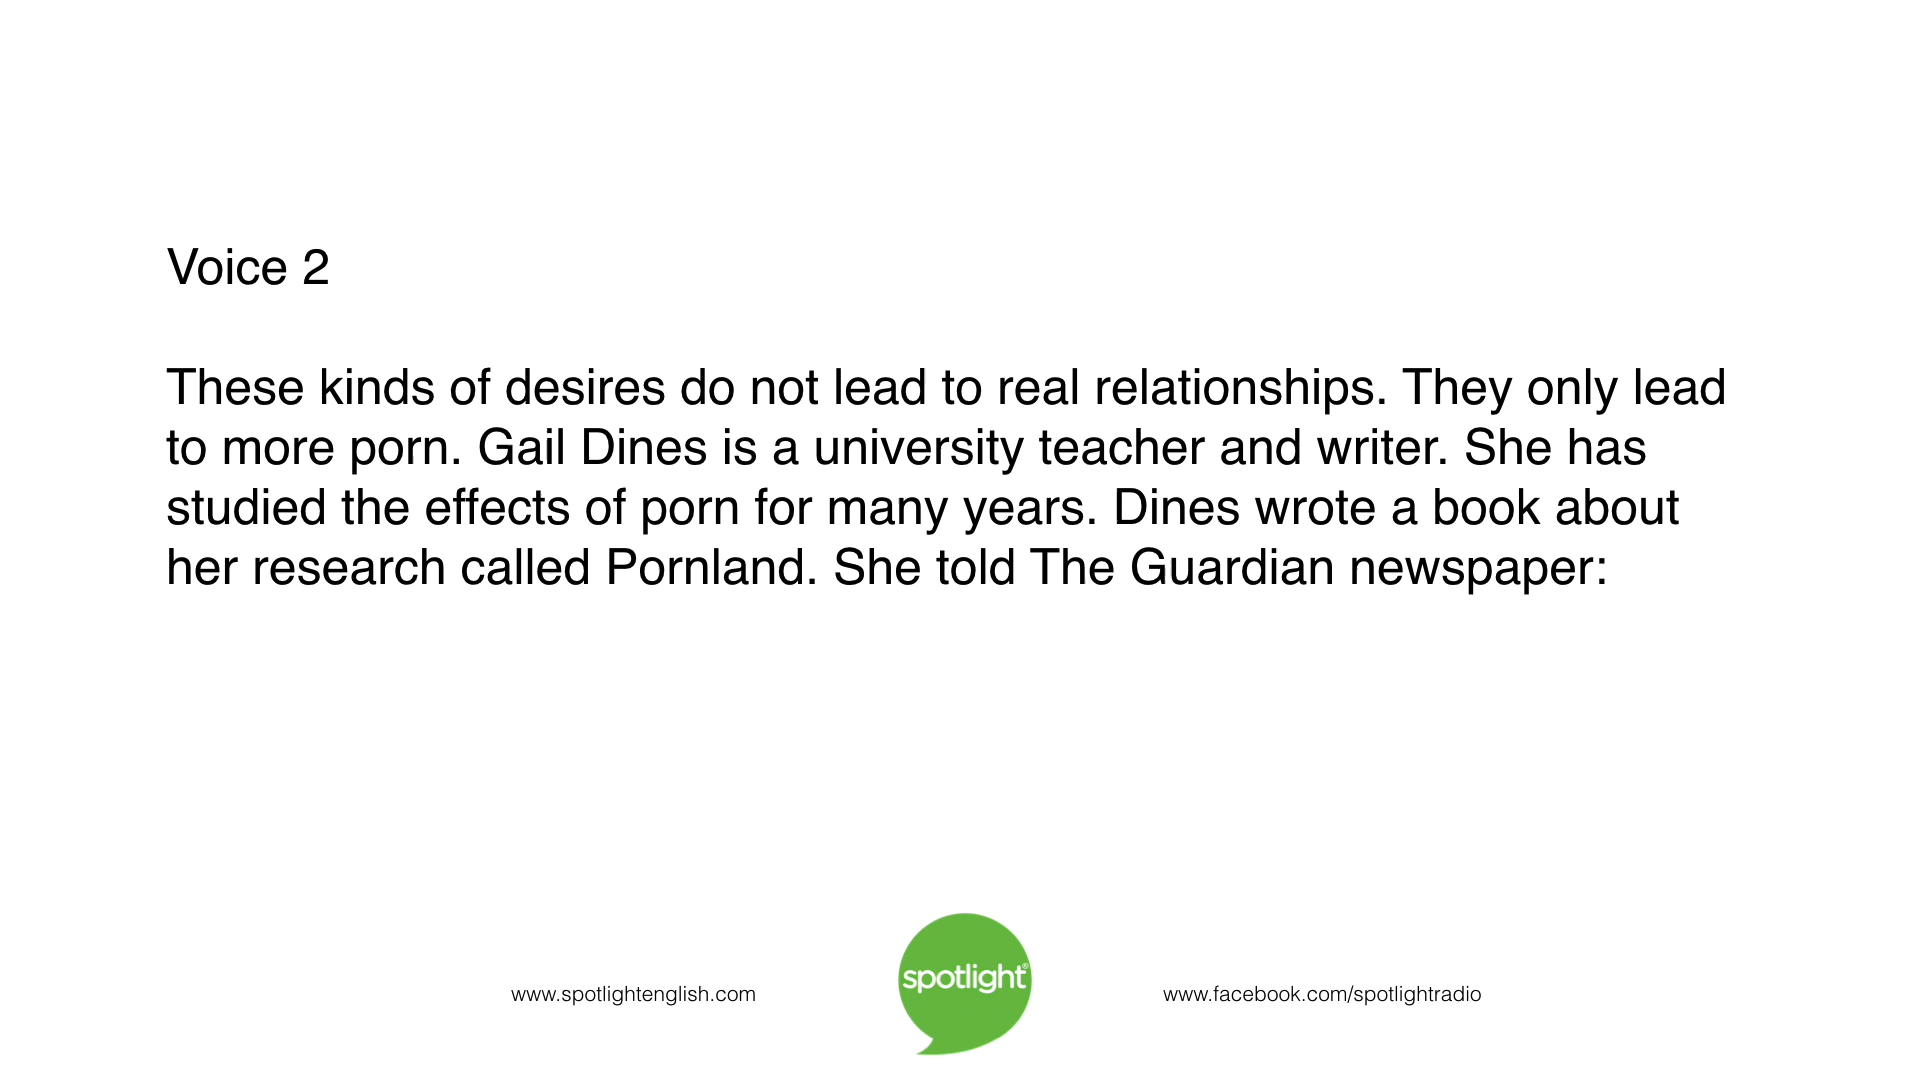 Voice 2
These kinds of desires do not lead to real relationships. They only lead
to more porn. Gail Dines is a university teacher and writer. She has
studied the effects of porn for many years. Dines wrote a book about
her research called Pornland. She told The Guardian newspaper:
spotlight®
www.spotlightenglish.com
www.facebook.com/spotlightradio